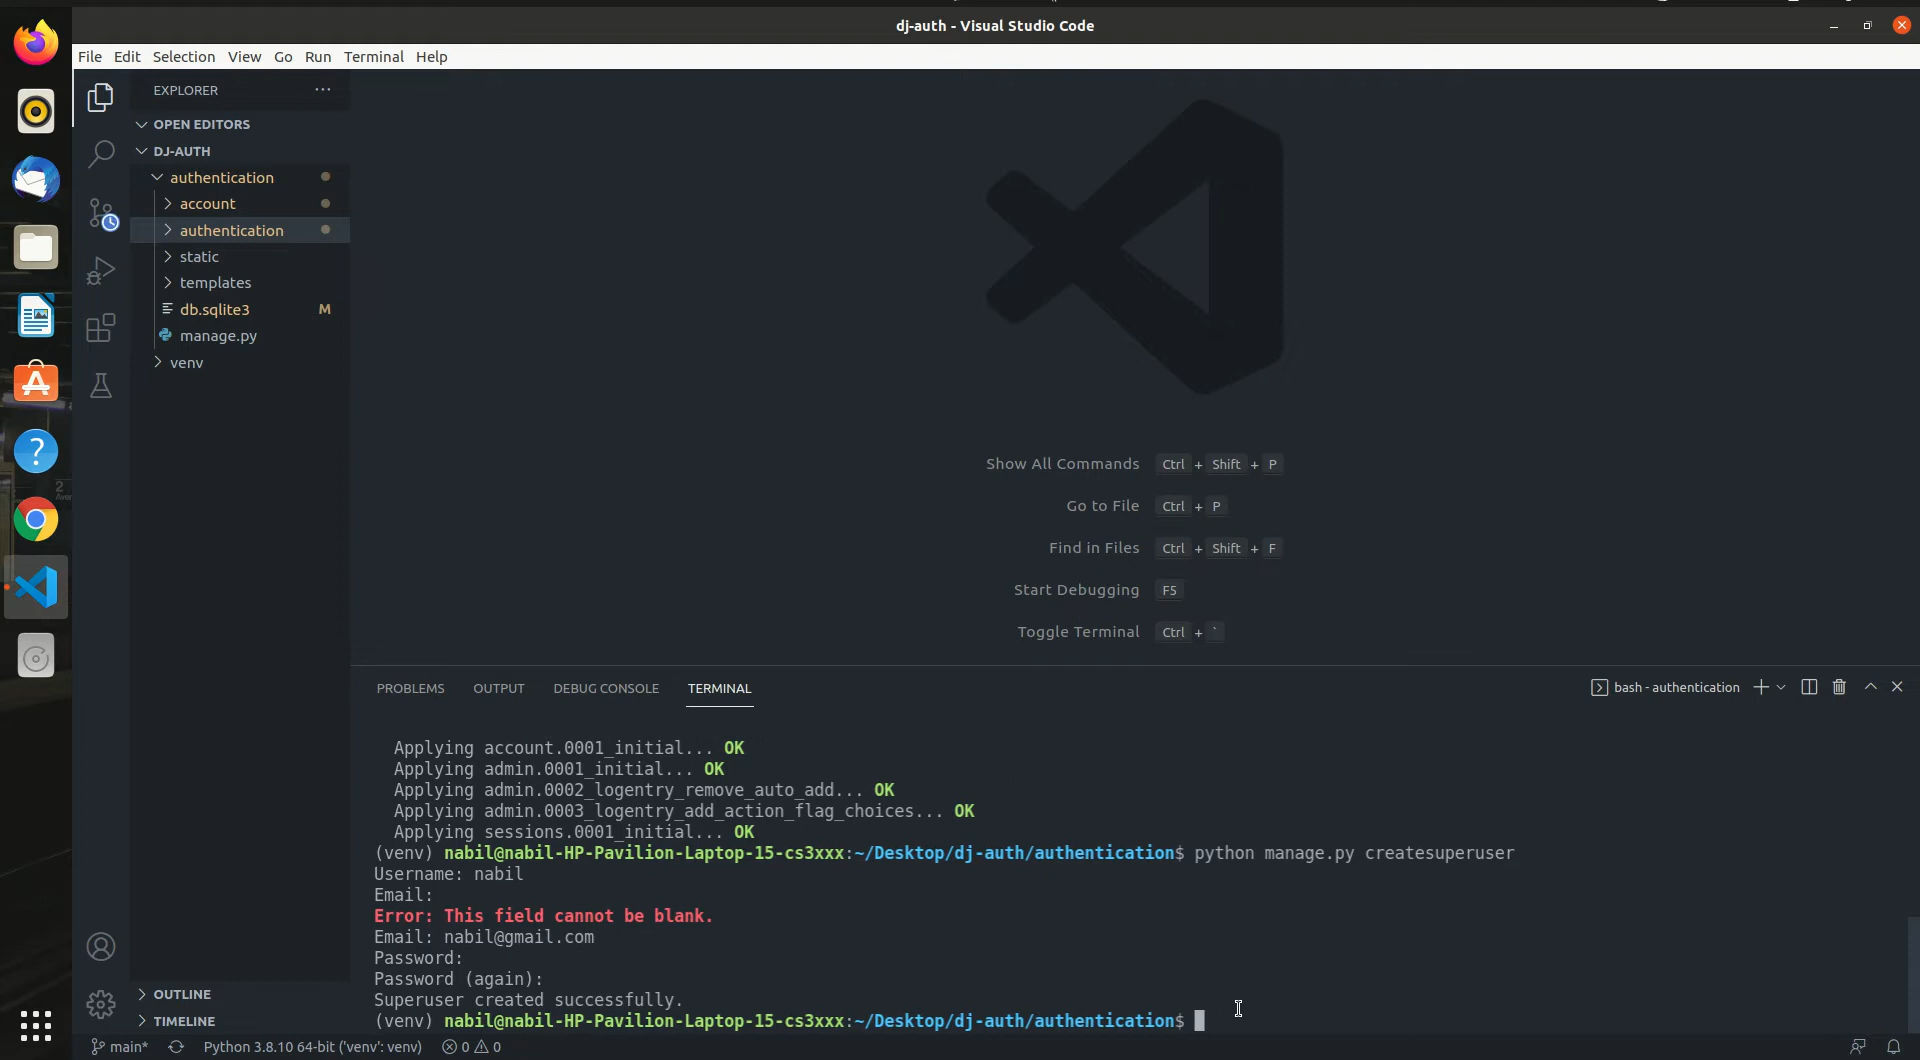 dj-auth - Visual Studio Code
File Edit Selection View Go Run Terminal Help
EXPLORER
OPEN EDITORS
DJ-AUTH
authentication
account
authentication
static
templates
db.sqlite3 M
manage.py
venv
Show All Commands Ctrl + Shift + P
Go to File Ctrl + P
Find in Files Ctrl + Shift + F
Start Debugging F5
Toggle Terminal Ctrl + `
PROBLEMS OUTPUT DEBUG CONSOLE TERMINAL
bash - authentication
Applying account.0001_initial... OK
Applying admin.0001_initial... OK
Applying admin.0002_logentry_remove_auto_add... OK
Applying admin.0003_logentry_add_action_flag_choices... OK
Applying sessions.0001_initial... OK
(venv) nabil@nabil-HP-Pavilion-Laptop-15-cs3xxx:~/Desktop/dj-auth/authentication$ python manage.py createsuperuser
Username: nabil
Email:
Error: This field cannot be blank.
Email: nabil@gmail.com
Password:
Password (again):
Superuser created successfully.
(venv) nabil@nabil-HP-Pavilion-Laptop-15-cs3xxx:~/Desktop/dj-auth/authentication$
OUTLINE
TIMELINE
main* Python 3.8.10 64-bit ('venv': venv) 0 0